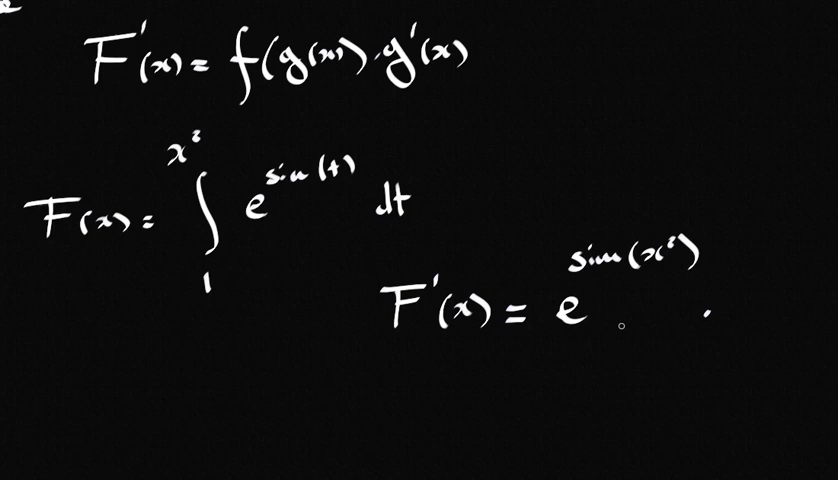 F'(x) = f(g(x)) · g'(x)
F(x) = ∫₁^{x²} e^{sin(t)} dt
F'(x) = e^{sin(x²)} ·